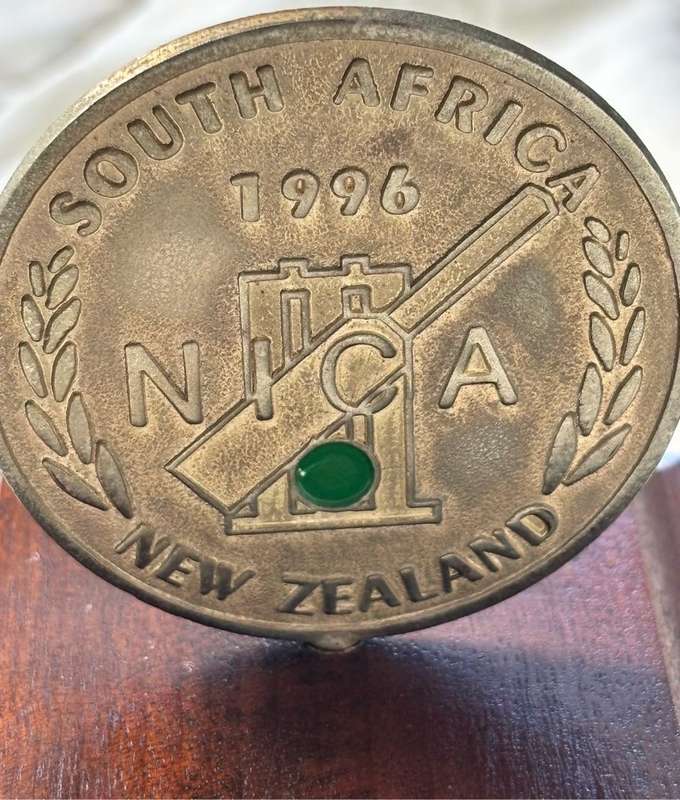 SOUTH AFRICA
1996
NICA
NEW ZEALAND